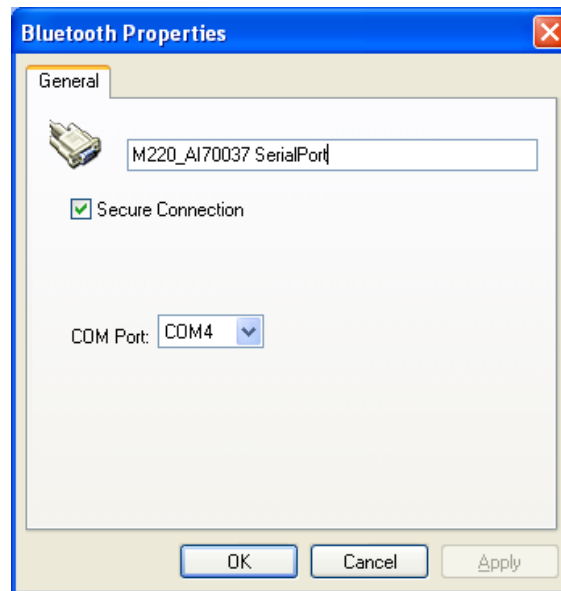 Bluetooth Properties
General
M220_AI70037 SerialPort
Secure Connection
COM Port: COM4
OK Cancel Apply